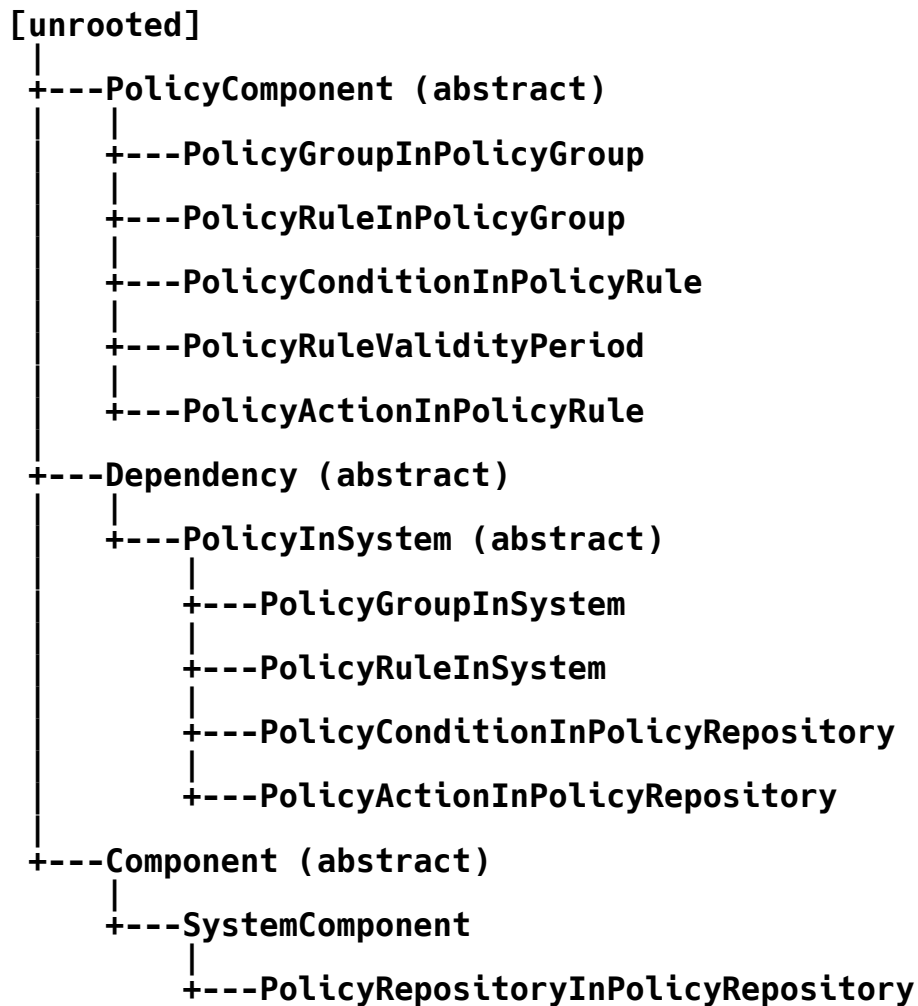 [unrooted]
 |
 +---PolicyComponent (abstract)
 |   |
 |   +---PolicyGroupInPolicyGroup
 |   |
 |   +---PolicyRuleInPolicyGroup
 |   |
 |   +---PolicyConditionInPolicyRule
 |   |
 |   +---PolicyRuleValidityPeriod
 |   |
 |   +---PolicyActionInPolicyRule
 |
 +---Dependency (abstract)
 |   |
 |   +---PolicyInSystem (abstract)
 |       |
 |       +---PolicyGroupInSystem
 |       |
 |       +---PolicyRuleInSystem
 |       |
 |       +---PolicyConditionInPolicyRepository
 |       |
 |       +---PolicyActionInPolicyRepository
 |
 +---Component (abstract)
     |
     +---SystemComponent
         |
         +---PolicyRepositoryInPolicyRepository